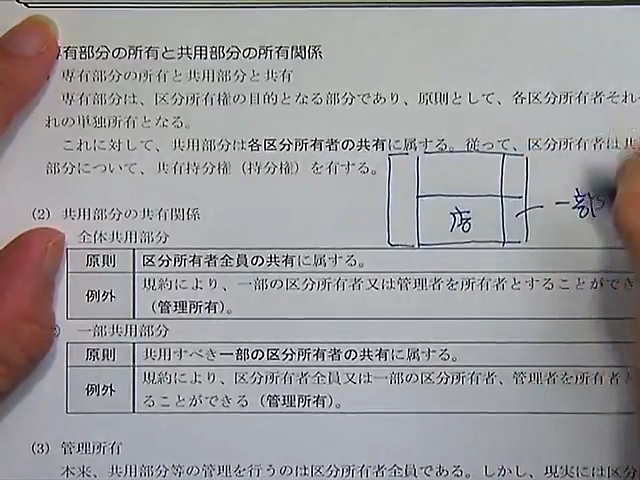 専有部分の所有と共用部分の所有関係
専有部分の所有と共用部分と共有
専有部分は、区分所有権の目的となる部分であり、原則として、各区分所有者それぞ
れの単独所有となる。
これに対して、共用部分は各区分所有者の共有に属する。従って、区分所有者は共
部分について、共有持分権（持分権）を有する。
店
一部
(2) 共用部分の共有関係
全体共用部分
原則 区分所有者全員の共有に属する。
例外 規約により、一部の区分所有者又は管理者を所有者とすることができ
（管理所有）。
一部共用部分
原則 共用すべき一部の区分所有者の共有に属する。
例外 規約により、区分所有者全員又は一部の区分所有者、管理者を所有者と
ることができる（管理所有）。
(3) 管理所有
本来、共用部分等の管理を行うのは区分所有者全員である。しかし、現実には区分